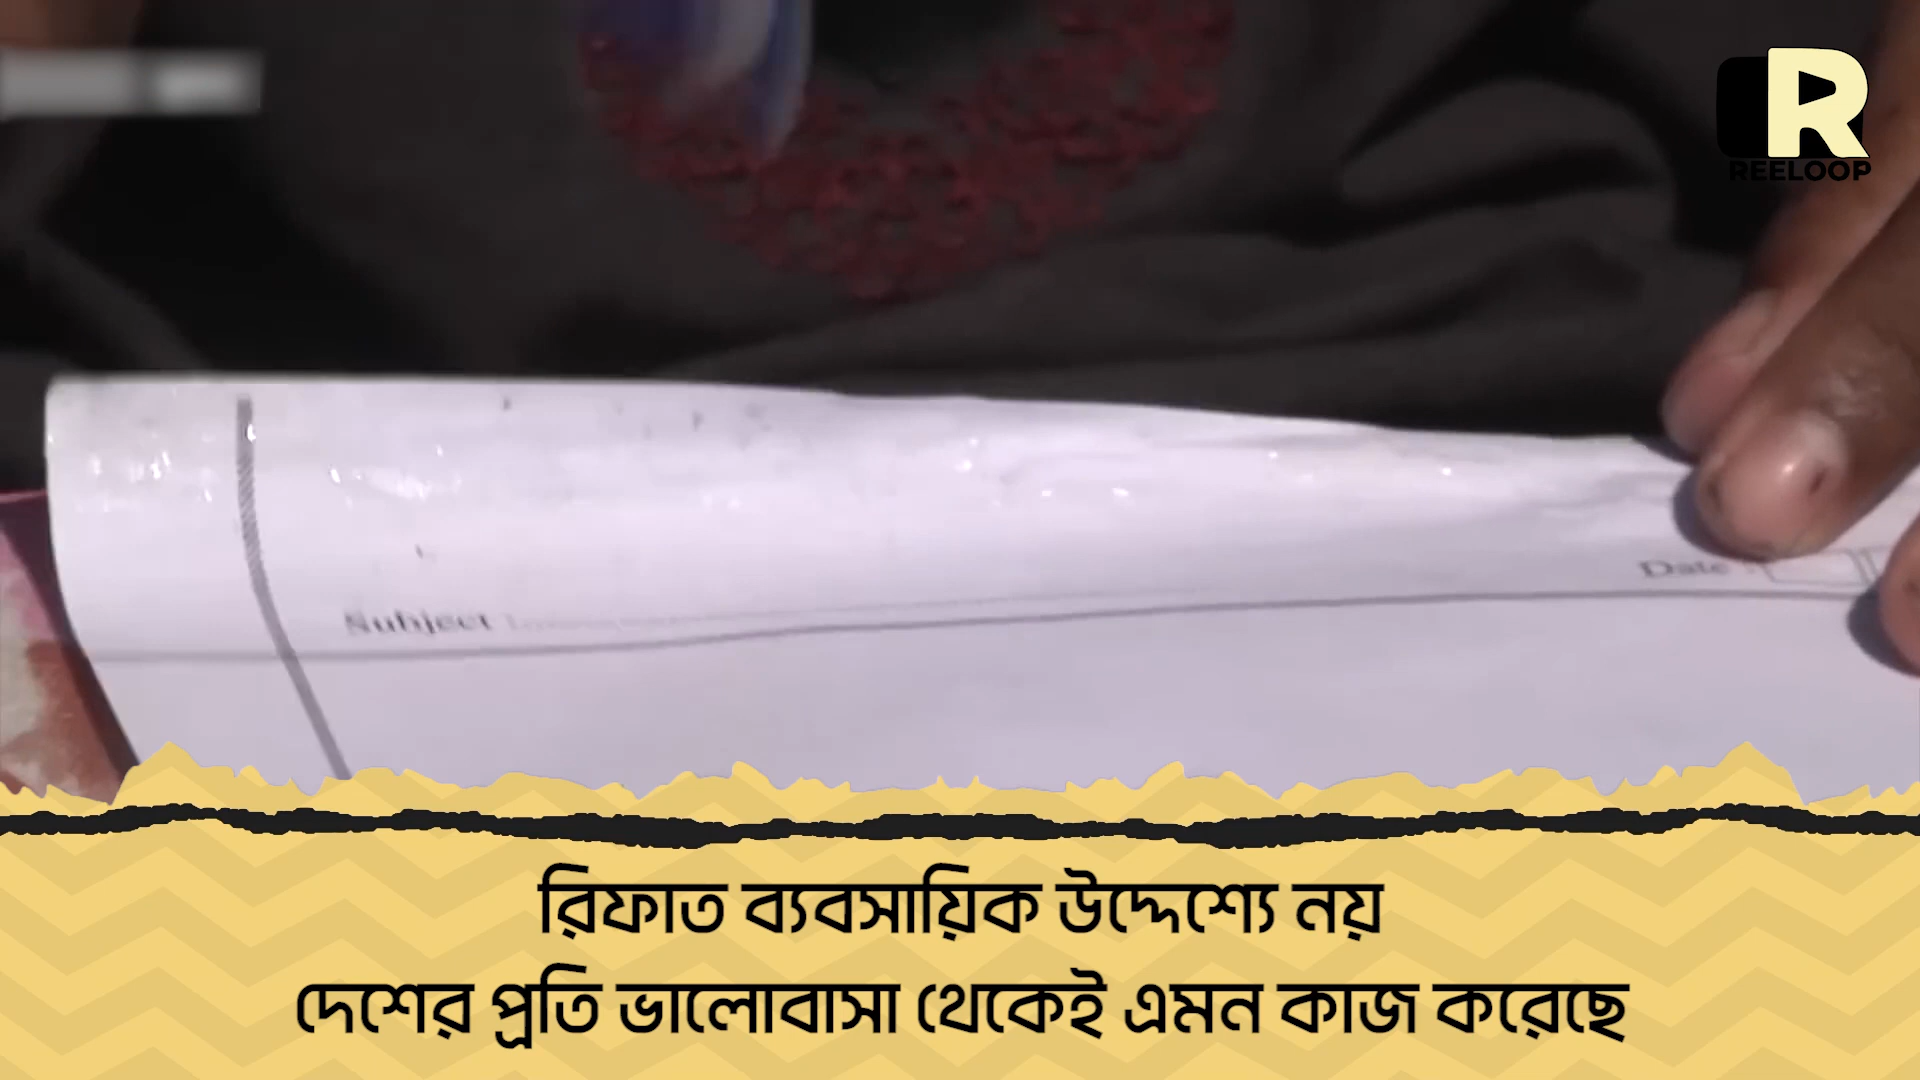 REELOOP
Subject
Date
রিফাত ব্যবসায়িক উদ্দেশ্যে নয়
দেশের প্রতি ভালোবাসা থেকেই এমন কাজ করেছে